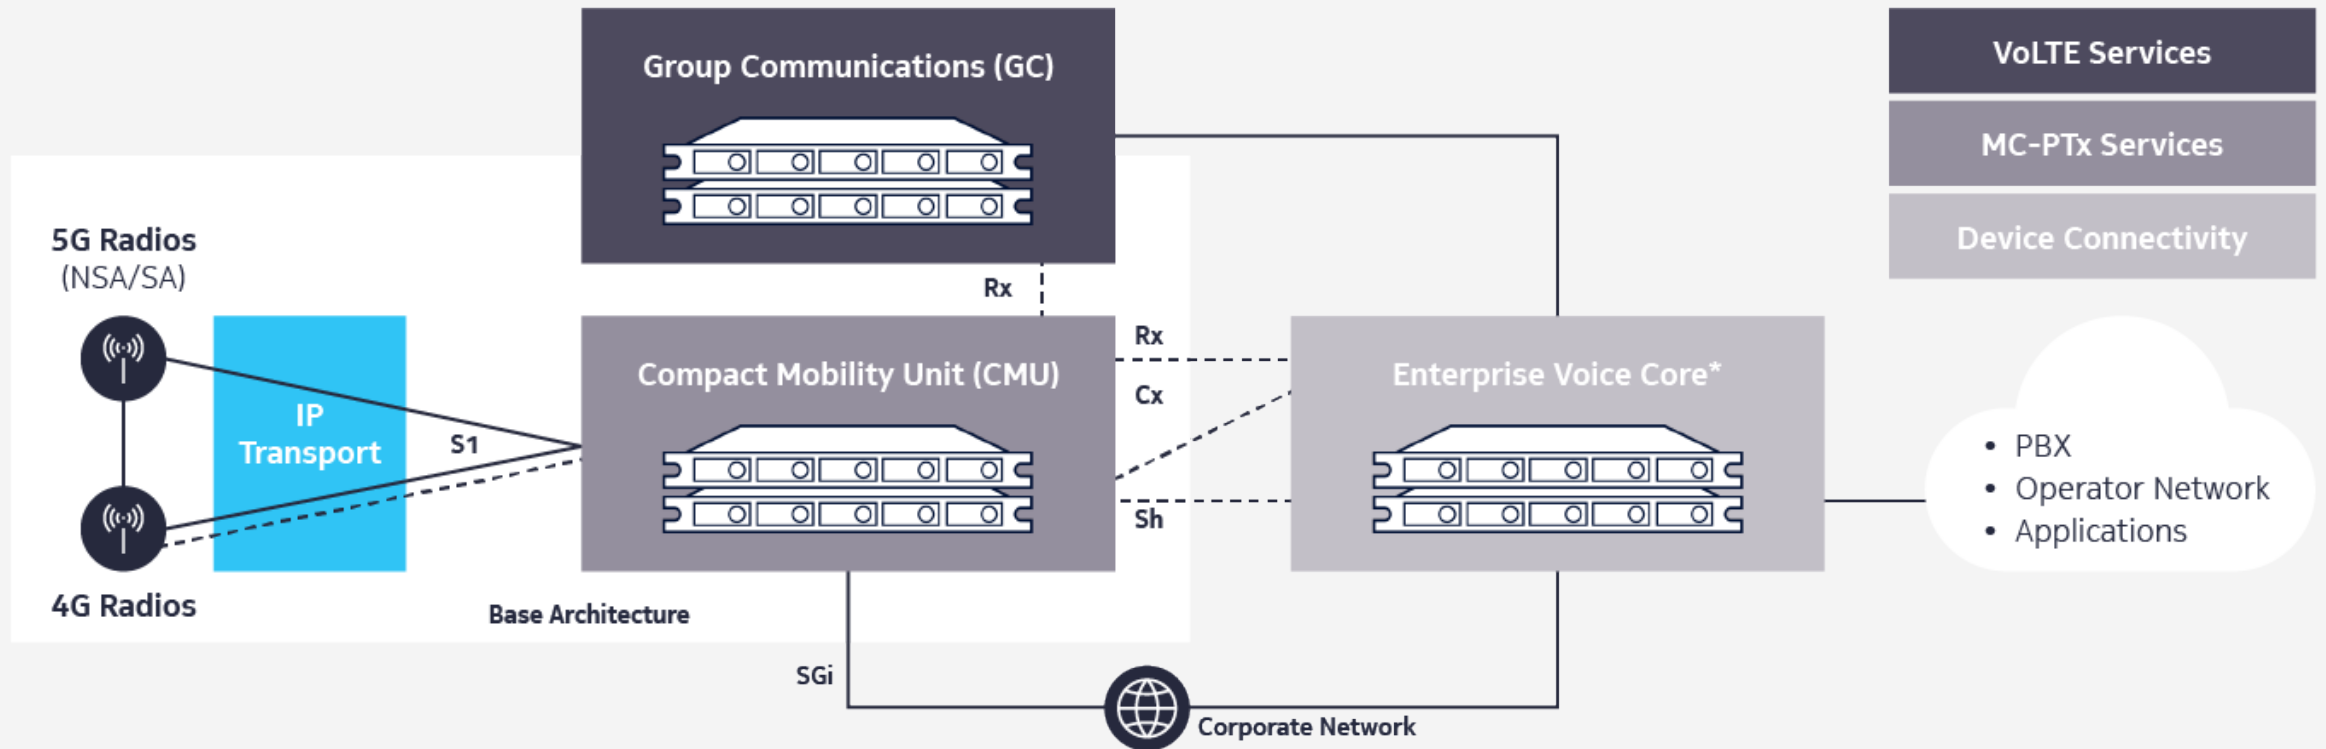 Group Communications (GC)
VoLTE Services
MC-PTx Services
Device Connectivity
5G Radios
(NSA/SA)
Rx
IP
Transport
S1
Compact Mobility Unit (CMU)
Rx
Cx
Sh
Enterprise Voice Core*
• PBX
• Operator Network
• Applications
4G Radios
Base Architecture
SGi
Corporate Network